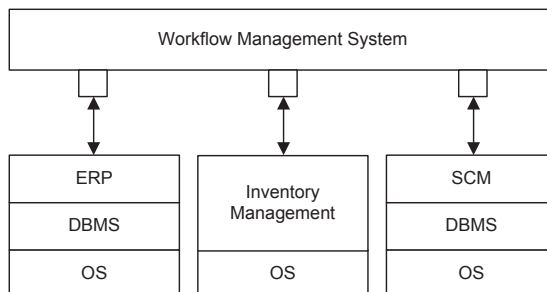 Workflow Management System
ERP
DBMS
OS
Inventory
Management
OS
SCM
DBMS
OS